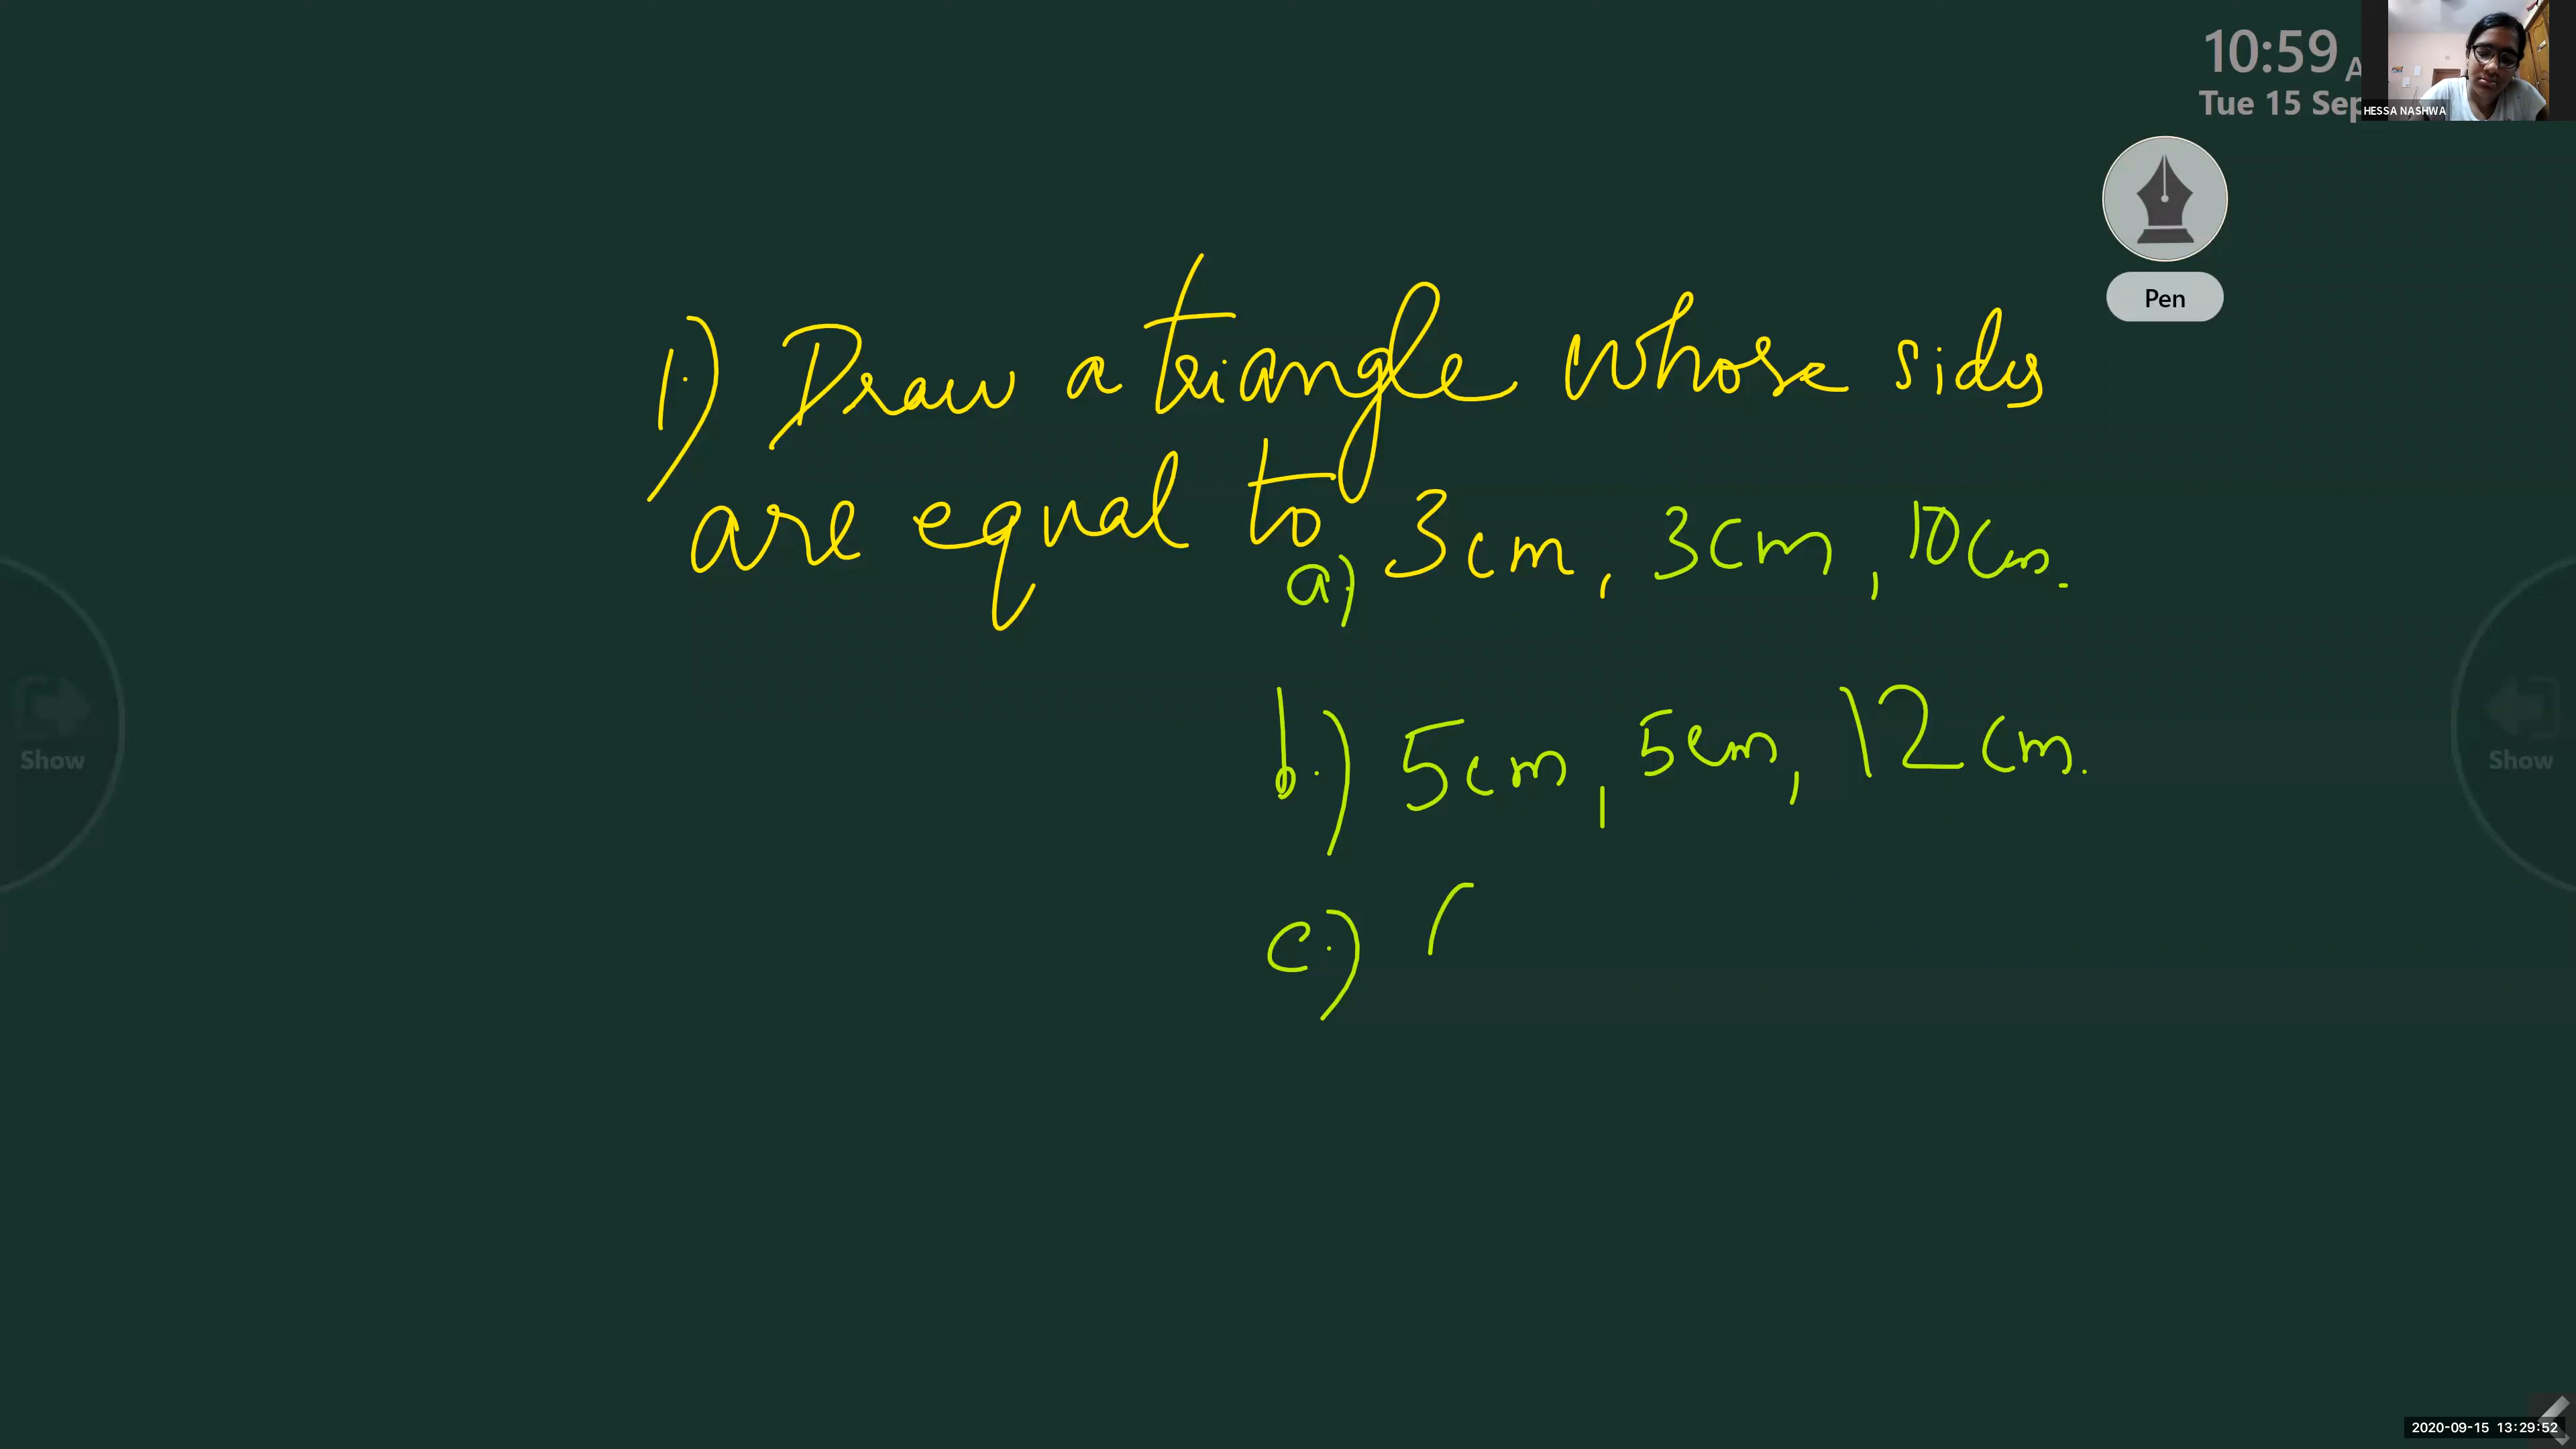 10:59
Tue 15 Sep
HESSA NASHWA
Pen
1.) Draw a triangle whose sides
are equal to
a) 3cm, 3cm, 10cm.
b.) 5cm, 5cm, 12cm.
c.)
Show
Show
2020-09-15 13:29:52